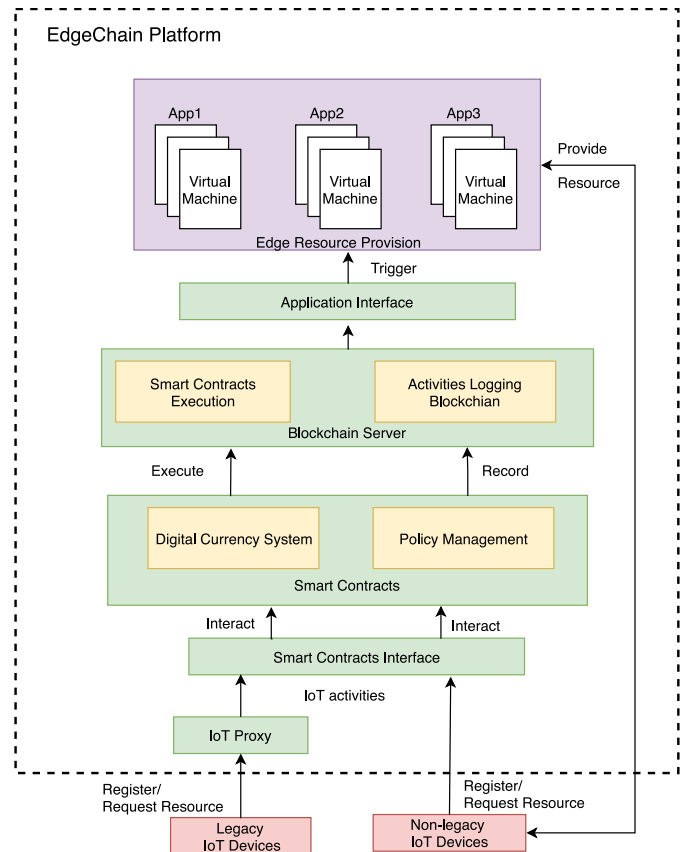 EdgeChain Platform
App1
App2
App3
Virtual
Machine
Virtual
Machine
Virtual
Machine
Provide
Resource
Edge Resource Provision
Trigger
Application Interface
Smart Contracts
Execution
Activities Logging
Blockchian
Blockchain Server
Execute
Record
Digital Currency System
Policy Management
Smart Contracts
Interact
Interact
Smart Contracts Interface
IoT activities
IoT Proxy
Register/
Request Resource
Register/
Request Resource
Legacy
IoT Devices
Non-legacy
IoT Devices